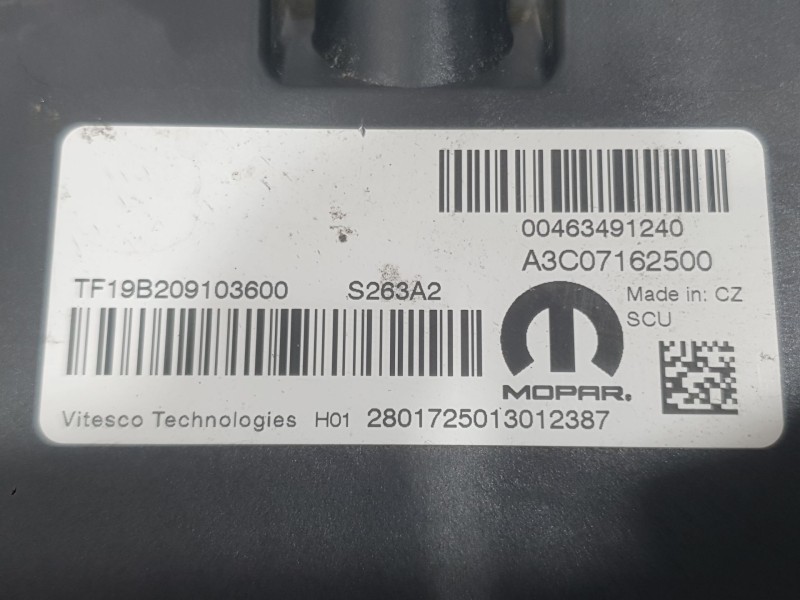 00463491240
A3C07162500
TF19B209103600 S263A2
Made in: CZ
SCU
MOPAR.
Vitesco Technologies H01 2801725013012387